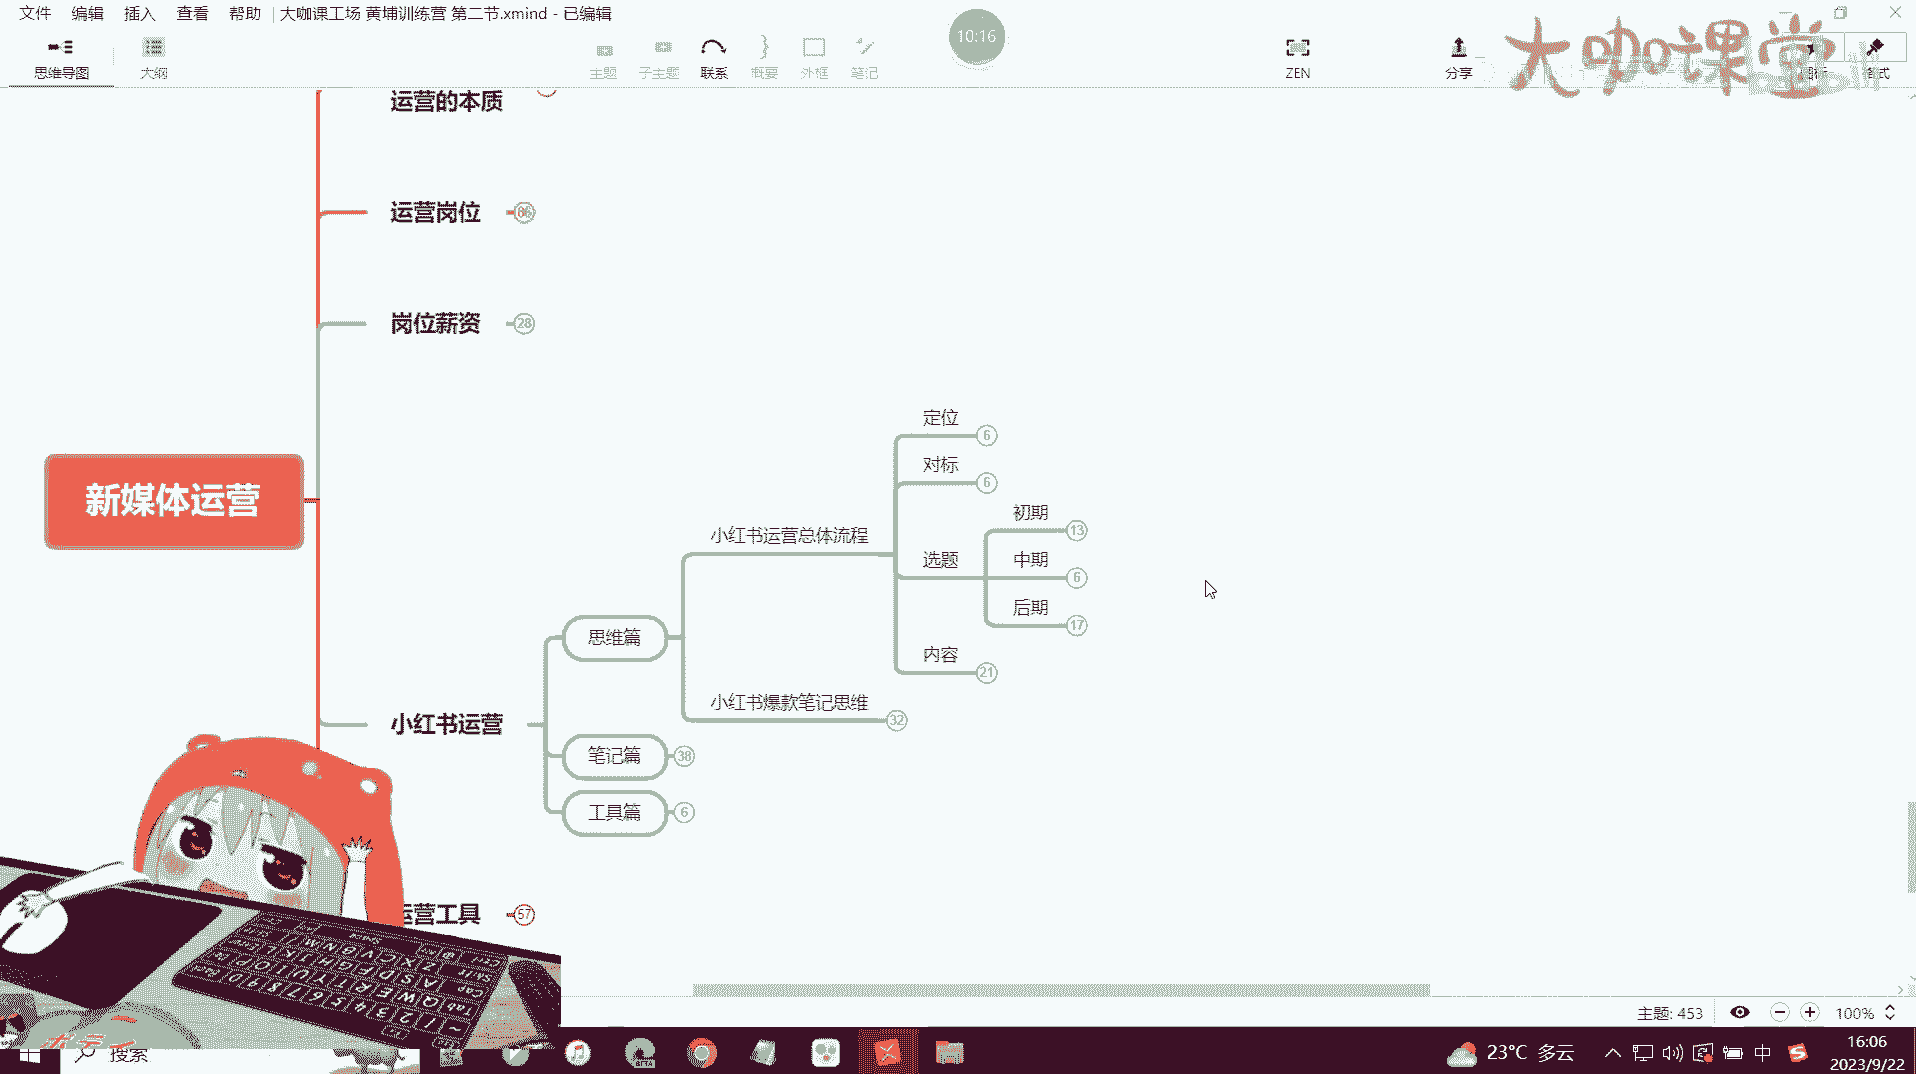 文件 编辑 插入 查看 帮助 大咖课工场 黄埔训练营 第二节.xmind - 已编辑
思维导图 大纲 主题 子主题 联系 概要 外框 笔记 10:16 ZEN 分享
大咖课堂
运营的本质
运营岗位
岗位薪资 28
新媒体运营
定位 6
对标 6
小红书运营总体流程
选题
初期 13
中期 6
后期 17
内容 21
思维篇
小红书爆款笔记思维 32
小红书运营
笔记篇 38
工具篇 6
运营工具 57
主题: 453 100%
搜索
23°C 多云 中 16:06
2023/9/22